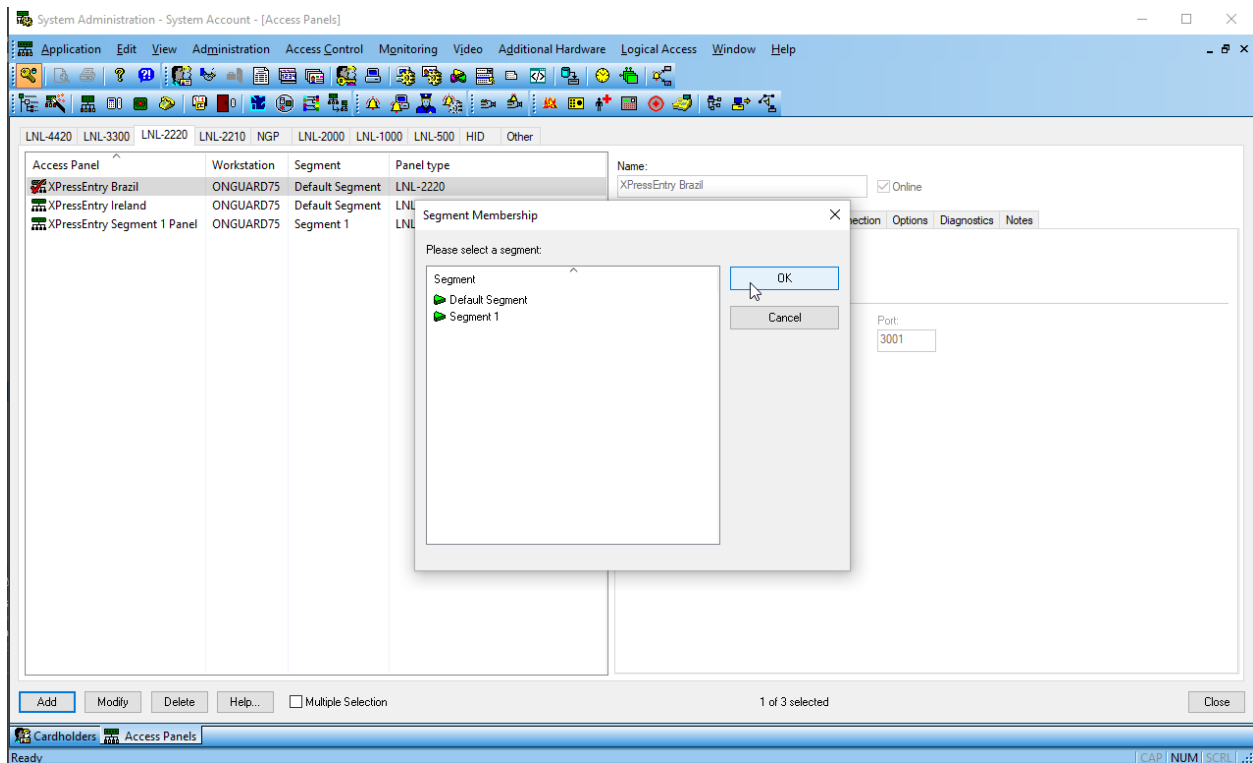 System Administration - System Account - [Access Panels]
Application Edit View Administration Access Control Monitoring Video Additional Hardware Logical Access Window Help
LNL-4420 LNL-3300 LNL-2220 LNL-2210 NGP LNL-2000 LNL-1000 LNL-500 HID Other
Access Panel Workstation Segment Panel type
XPressEntry Brazil ONGUARD75 Default Segment LNL-2220
XPressEntry Ireland ONGUARD75 Default Segment LNL
XPressEntry Segment 1 Panel ONGUARD75 Segment 1 LNL
Name:
XPressEntry Brazil
Online
Options Diagnostics Notes
Port:
3001
Segment Membership
Please select a segment:
Segment
Default Segment
Segment 1
OK
Cancel
Add Modify Delete Help... Multiple Selection 1 of 3 selected Close
Cardholders Access Panels
Ready CAP NUM SCRL